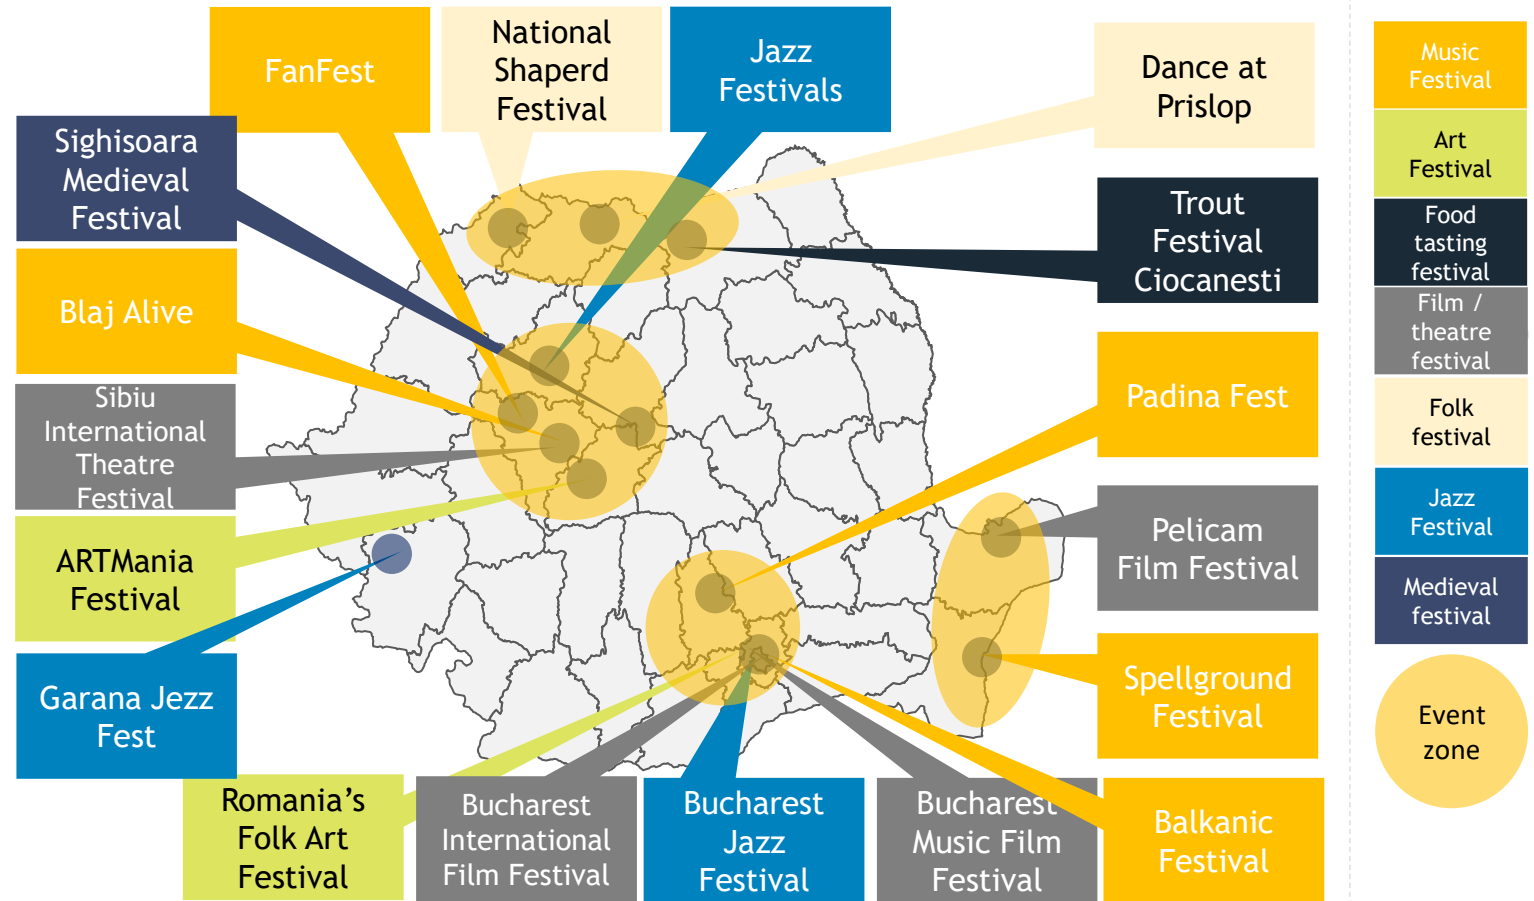 FanFest
National
Shaperd
Festival
Jazz
Festivals
Dance at
Prislop
Sighisoara
Medieval
Festival
Trout
Festival
Ciocanesti
Blaj Alive
Padina Fest
Sibiu
International
Theatre
Festival
Pelicam
Film Festival
ARTMania
Festival
Spellground
Festival
Garana Jezz
Fest
Romania's
Folk Art
Festival
Bucharest
International
Film Festival
Bucharest
Jazz
Festival
Bucharest
Music Film
Festival
Balkanic
Festival
Music
Festival
Art
Festival
Food
tasting
festival
Film /
theatre
festival
Folk
festival
Jazz
Festival
Medieval
festival
Event
zone